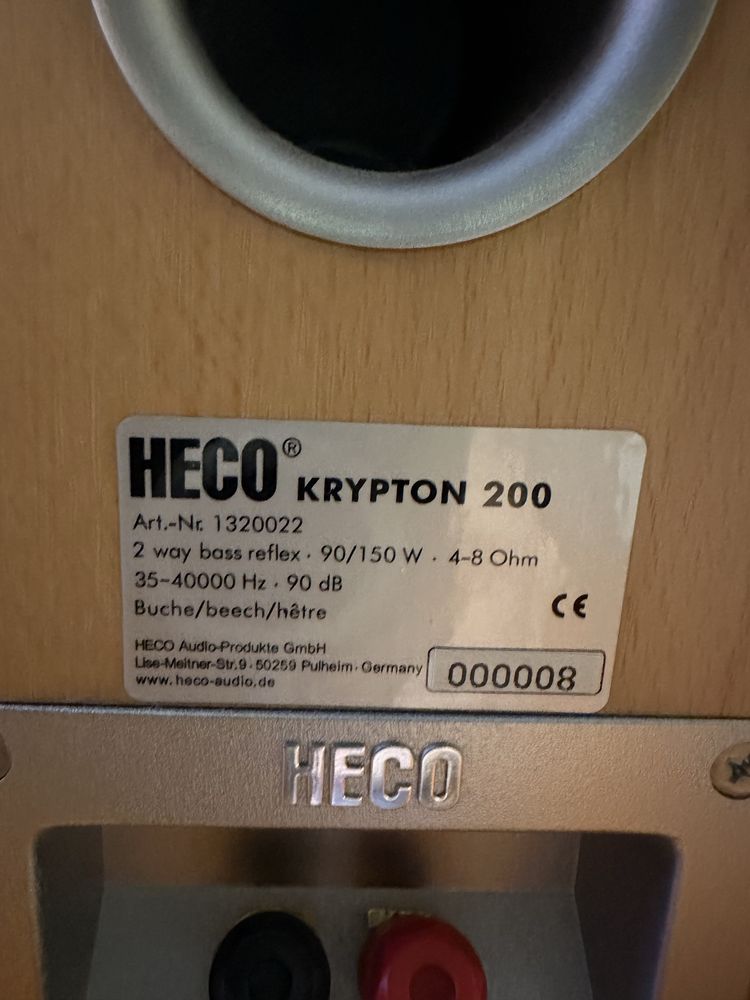 HECO® KRYPTON 200
Art.-Nr. 1320022
2 way bass reflex · 90/150 W · 4–8 Ohm
35–40000 Hz · 90 dB
Buche/beech/hêtre
CE
HECO Audio-Produkte GmbH
Lise-Meitner-Str.9 · 50259 Pulheim · Germany
www.heco-audio.de
000008
HECO